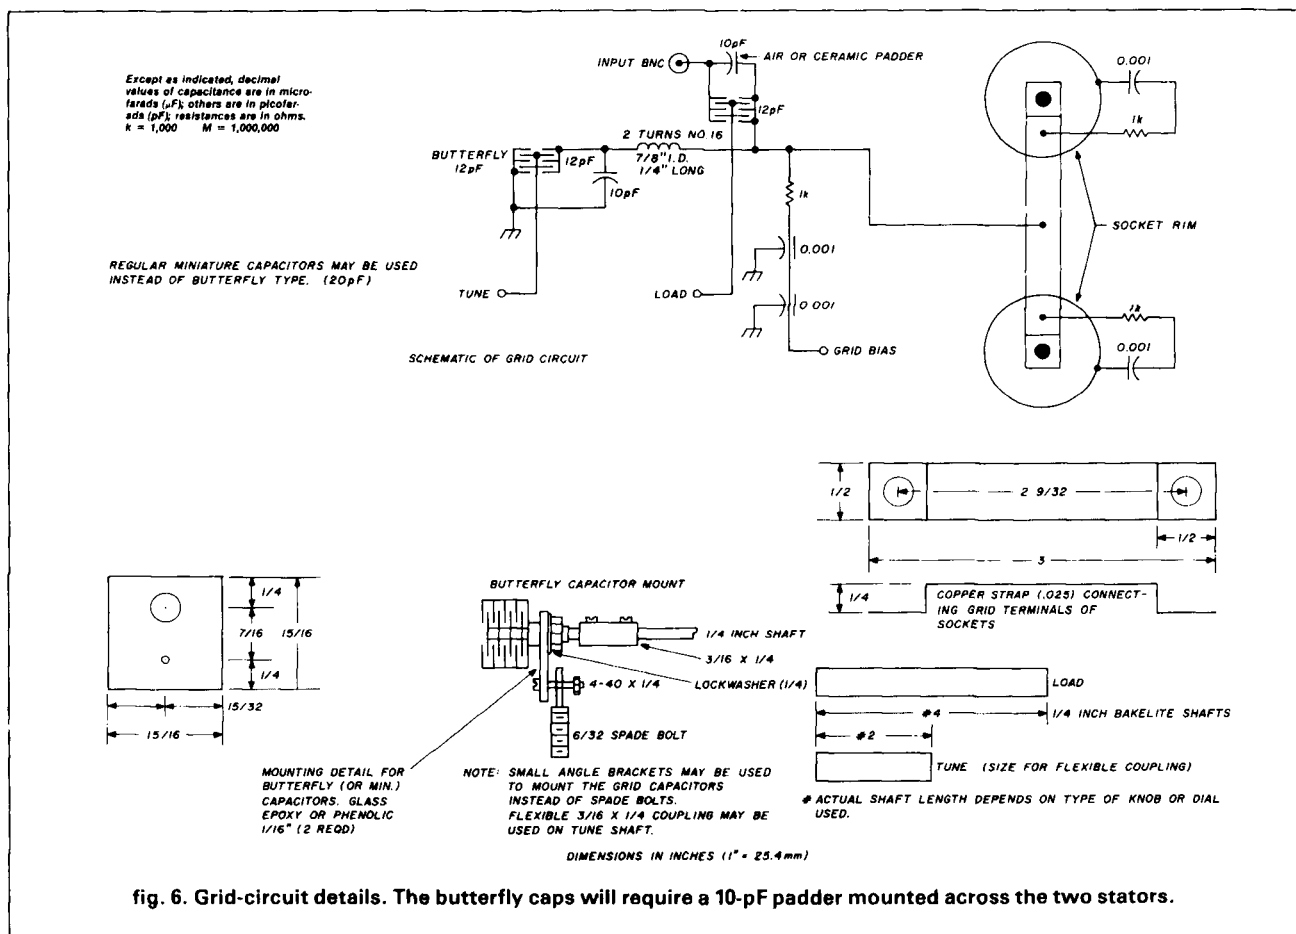 Except as indicated, decimal
values of capacitance are in micro-
farads (µF); others are in picofar-
ads (pF); resistances are in ohms.
k = 1,000 M = 1,000,000
INPUT BNC
10pF
AIR OR CERAMIC PADDER
12pF
2 TURNS NO.16
7/8" I.D.
1/4" LONG
BUTTERFLY
12pF
12pF
10pF
1k
0.001
0.001
GRID BIAS
TUNE
LOAD
REGULAR MINIATURE CAPACITORS MAY BE USED
INSTEAD OF BUTTERFLY TYPE. (20pF)
SCHEMATIC OF GRID CIRCUIT
0.001
1k
SOCKET RIM
1k
0.001
1/2
2 9/32
1/2
3
1/4
COPPER STRAP (.025) CONNECT-
ING GRID TERMINALS OF
SOCKETS
1/4
7/16
15/16
1/4
15/32
15/16
BUTTERFLY CAPACITOR MOUNT
1/4 INCH SHAFT
3/16 X 1/4
LOCKWASHER (1/4)
4-40 X 1/4
6/32 SPADE BOLT
LOAD
#4
1/4 INCH BAKELITE SHAFTS
#2
TUNE (SIZE FOR FLEXIBLE COUPLING)
# ACTUAL SHAFT LENGTH DEPENDS ON TYPE OF KNOB OR DIAL
USED.
MOUNTING DETAIL FOR
BUTTERFLY (OR MIN.)
CAPACITORS. GLASS
EPOXY OR PHENOLIC
1/16" (2 REQD)
NOTE: SMALL ANGLE BRACKETS MAY BE USED
TO MOUNT THE GRID CAPACITORS
INSTEAD OF SPADE BOLTS.
FLEXIBLE 3/16 X 1/4 COUPLING MAY BE
USED ON TUNE SHAFT.
DIMENSIONS IN INCHES (1" = 25.4mm)
fig. 6. Grid-circuit details. The butterfly caps will require a 10-pF padder mounted across the two stators.